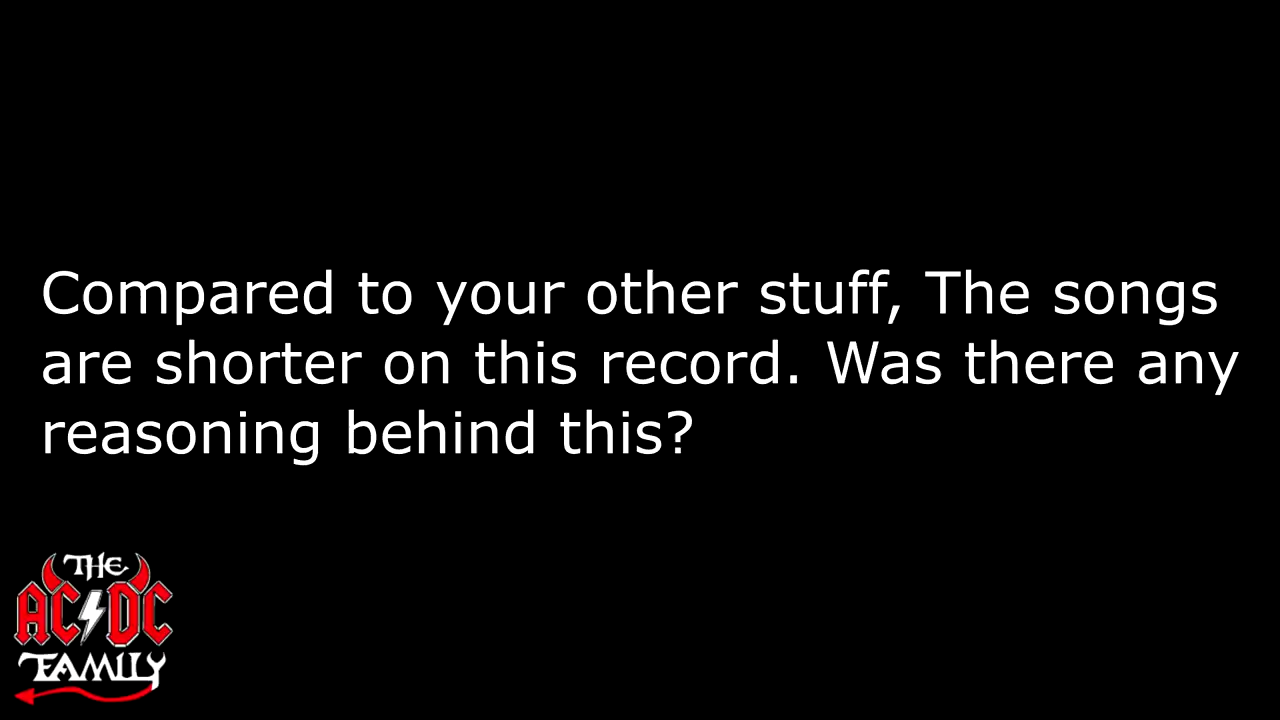 Compared to your other stuff, The songs
are shorter on this record. Was there any
reasoning behind this?
THE
AC DC
FAMILY